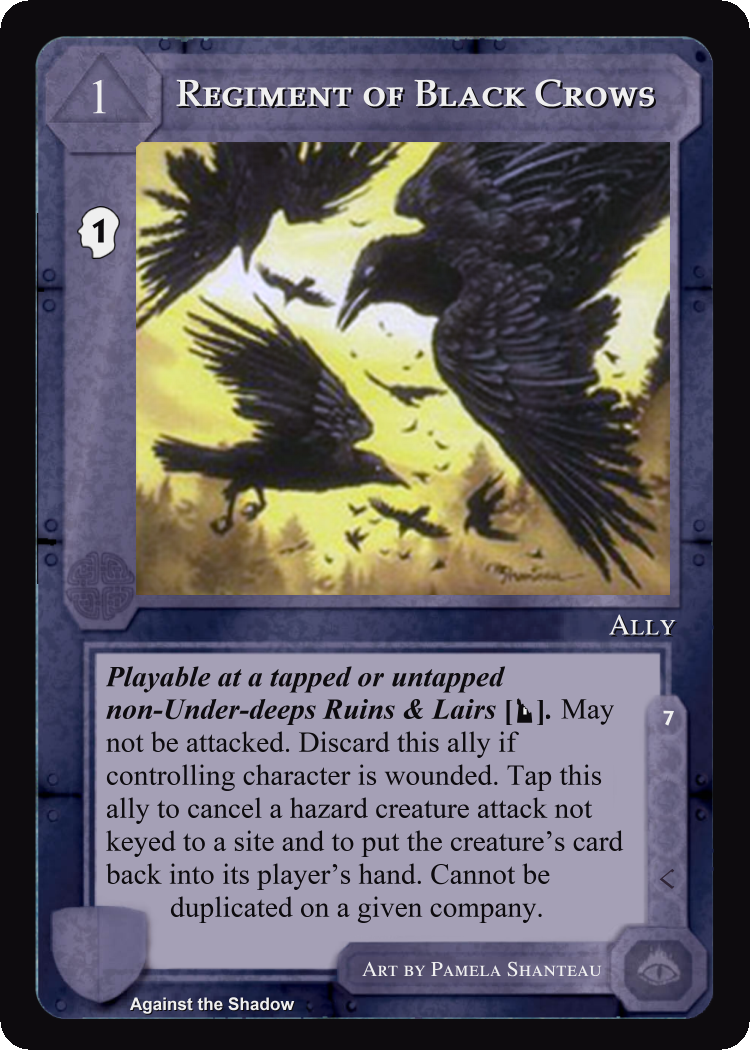 1
Regiment of Black Crows
1
Ally
Playable at a tapped or untapped
non-Under-deeps Ruins & Lairs [ ]. May
not be attacked. Discard this ally if
controlling character is wounded. Tap this
ally to cancel a hazard creature attack not
keyed to a site and to put the creature’s card
back into its player’s hand. Cannot be
duplicated on a given company.
7
Art by Pamela Shanteau
Against the Shadow